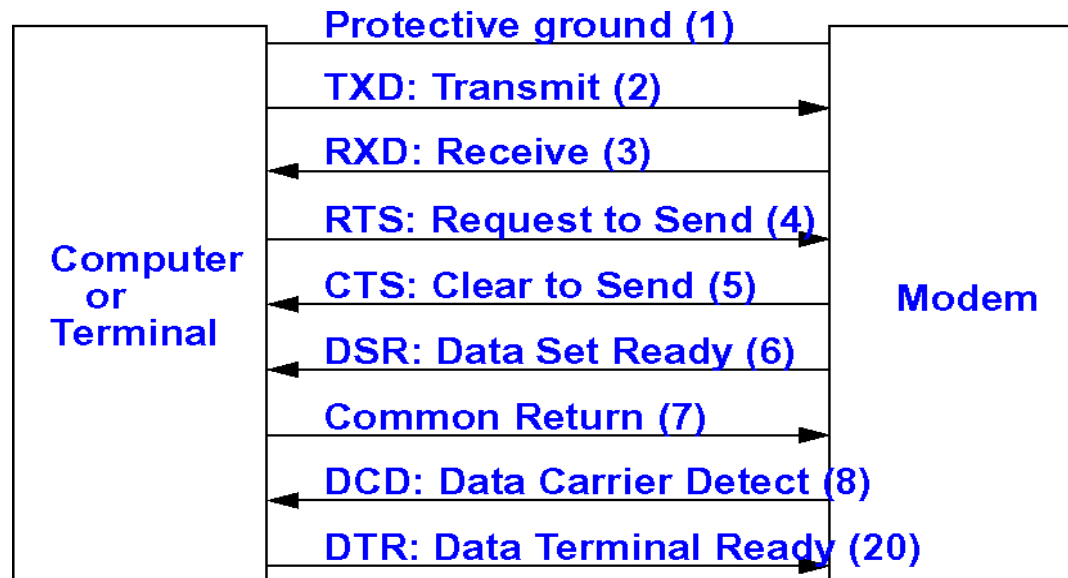 Protective ground (1)
TXD: Transmit (2)
RXD: Receive (3)
RTS: Request to Send (4)
CTS: Clear to Send (5)
DSR: Data Set Ready (6)
Common Return (7)
DCD: Data Carrier Detect (8)
DTR: Data Terminal Ready (20)
Computer
or
Terminal
Modem